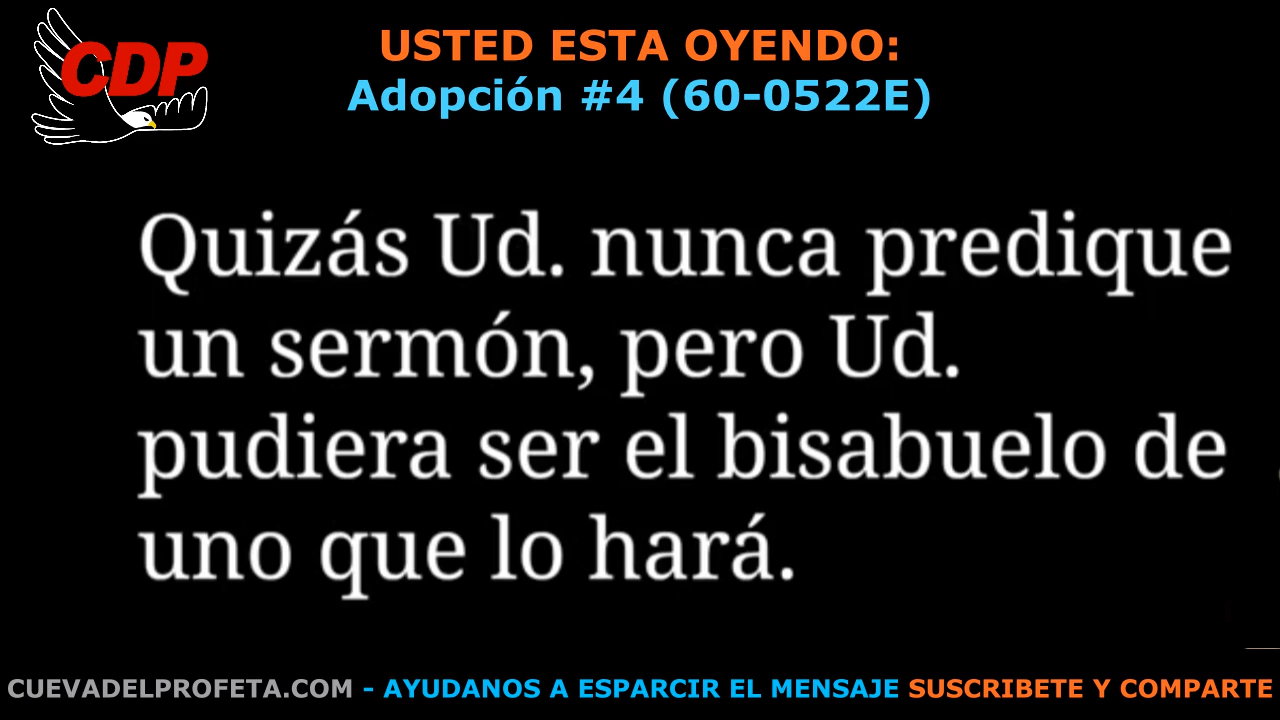 CDP
USTED ESTA OYENDO:
Adopción #4 (60-0522E)
Quizás Ud. nunca predique
un sermón, pero Ud.
pudiera ser el bisabuelo de
uno que lo hará.
CUEVADELPROFETA.COM - AYUDANOS A ESPARCIR EL MENSAJE SUSCRIBETE Y COMPARTE